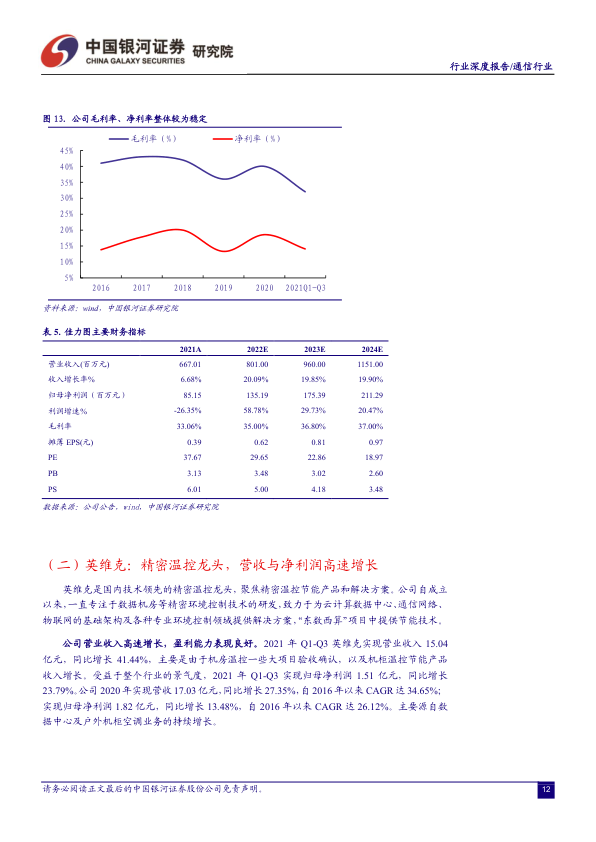 中国银河证券 研究院
CHINA GALAXY SECURITIES
行业深度报告/通信行业
图 13. 公司毛利率、净利率整体较为稳定
毛利率（%） 净利率（%）
45%
40%
35%
30%
25%
20%
15%
10%
5%
2016 2017 2018 2019 2020 2021Q1-Q3
资料来源：wind，中国银河证券研究院
表 5. 佳力图主要财务指标
2021A 2022E 2023E 2024E
营业收入(百万元) 667.01 801.00 960.00 1151.00
收入增长率% 6.68% 20.09% 19.85% 19.90%
归母净利润（百万元） 85.15 135.19 175.39 211.29
利润增速% -26.35% 58.78% 29.73% 20.47%
毛利率 33.06% 35.00% 36.80% 37.00%
摊薄 EPS(元) 0.39 0.62 0.81 0.97
PE 37.67 29.65 22.86 18.97
PB 3.13 3.48 3.02 2.60
PS 6.01 5.00 4.18 3.48
数据来源：公司公告，wind，中国银河证券研究院
（二）英维克：精密温控龙头，营收与净利润高速增长
英维克是国内技术领先的精密温控龙头，聚焦精密温控节能产品和解决方案。公司自成立
以来，一直专注于数据机房等精密环境控制技术的研发，致力于为云计算数据中心、通信网络、
物联网的基础架构及各种专业环境控制领域提供解决方案，“东数西算”项目中提供节能技术。
公司营业收入高速增长，盈利能力表现良好。2021 年 Q1-Q3 英维克实现营业收入 15.04
亿元，同比增长 41.44%，主要是由于机房温控一些大项目验收确认，以及机柜温控节能产品
收入增长。受益于整个行业的景气度，2021 年 Q1-Q3 实现归母净利润 1.51 亿元，同比增长
23.79%。公司 2020 年实现营收 17.03 亿元，同比增长 27.35%，自 2016 年以来 CAGR 达 34.65%；
实现归母净利润 1.82 亿元，同比增长 13.48%，自 2016 年以来 CAGR 达 26.12%。主要源自数
据中心及户外机柜空调业务的持续增长。
请务必阅读正文最后的中国银河证券股份公司免责声明。
12